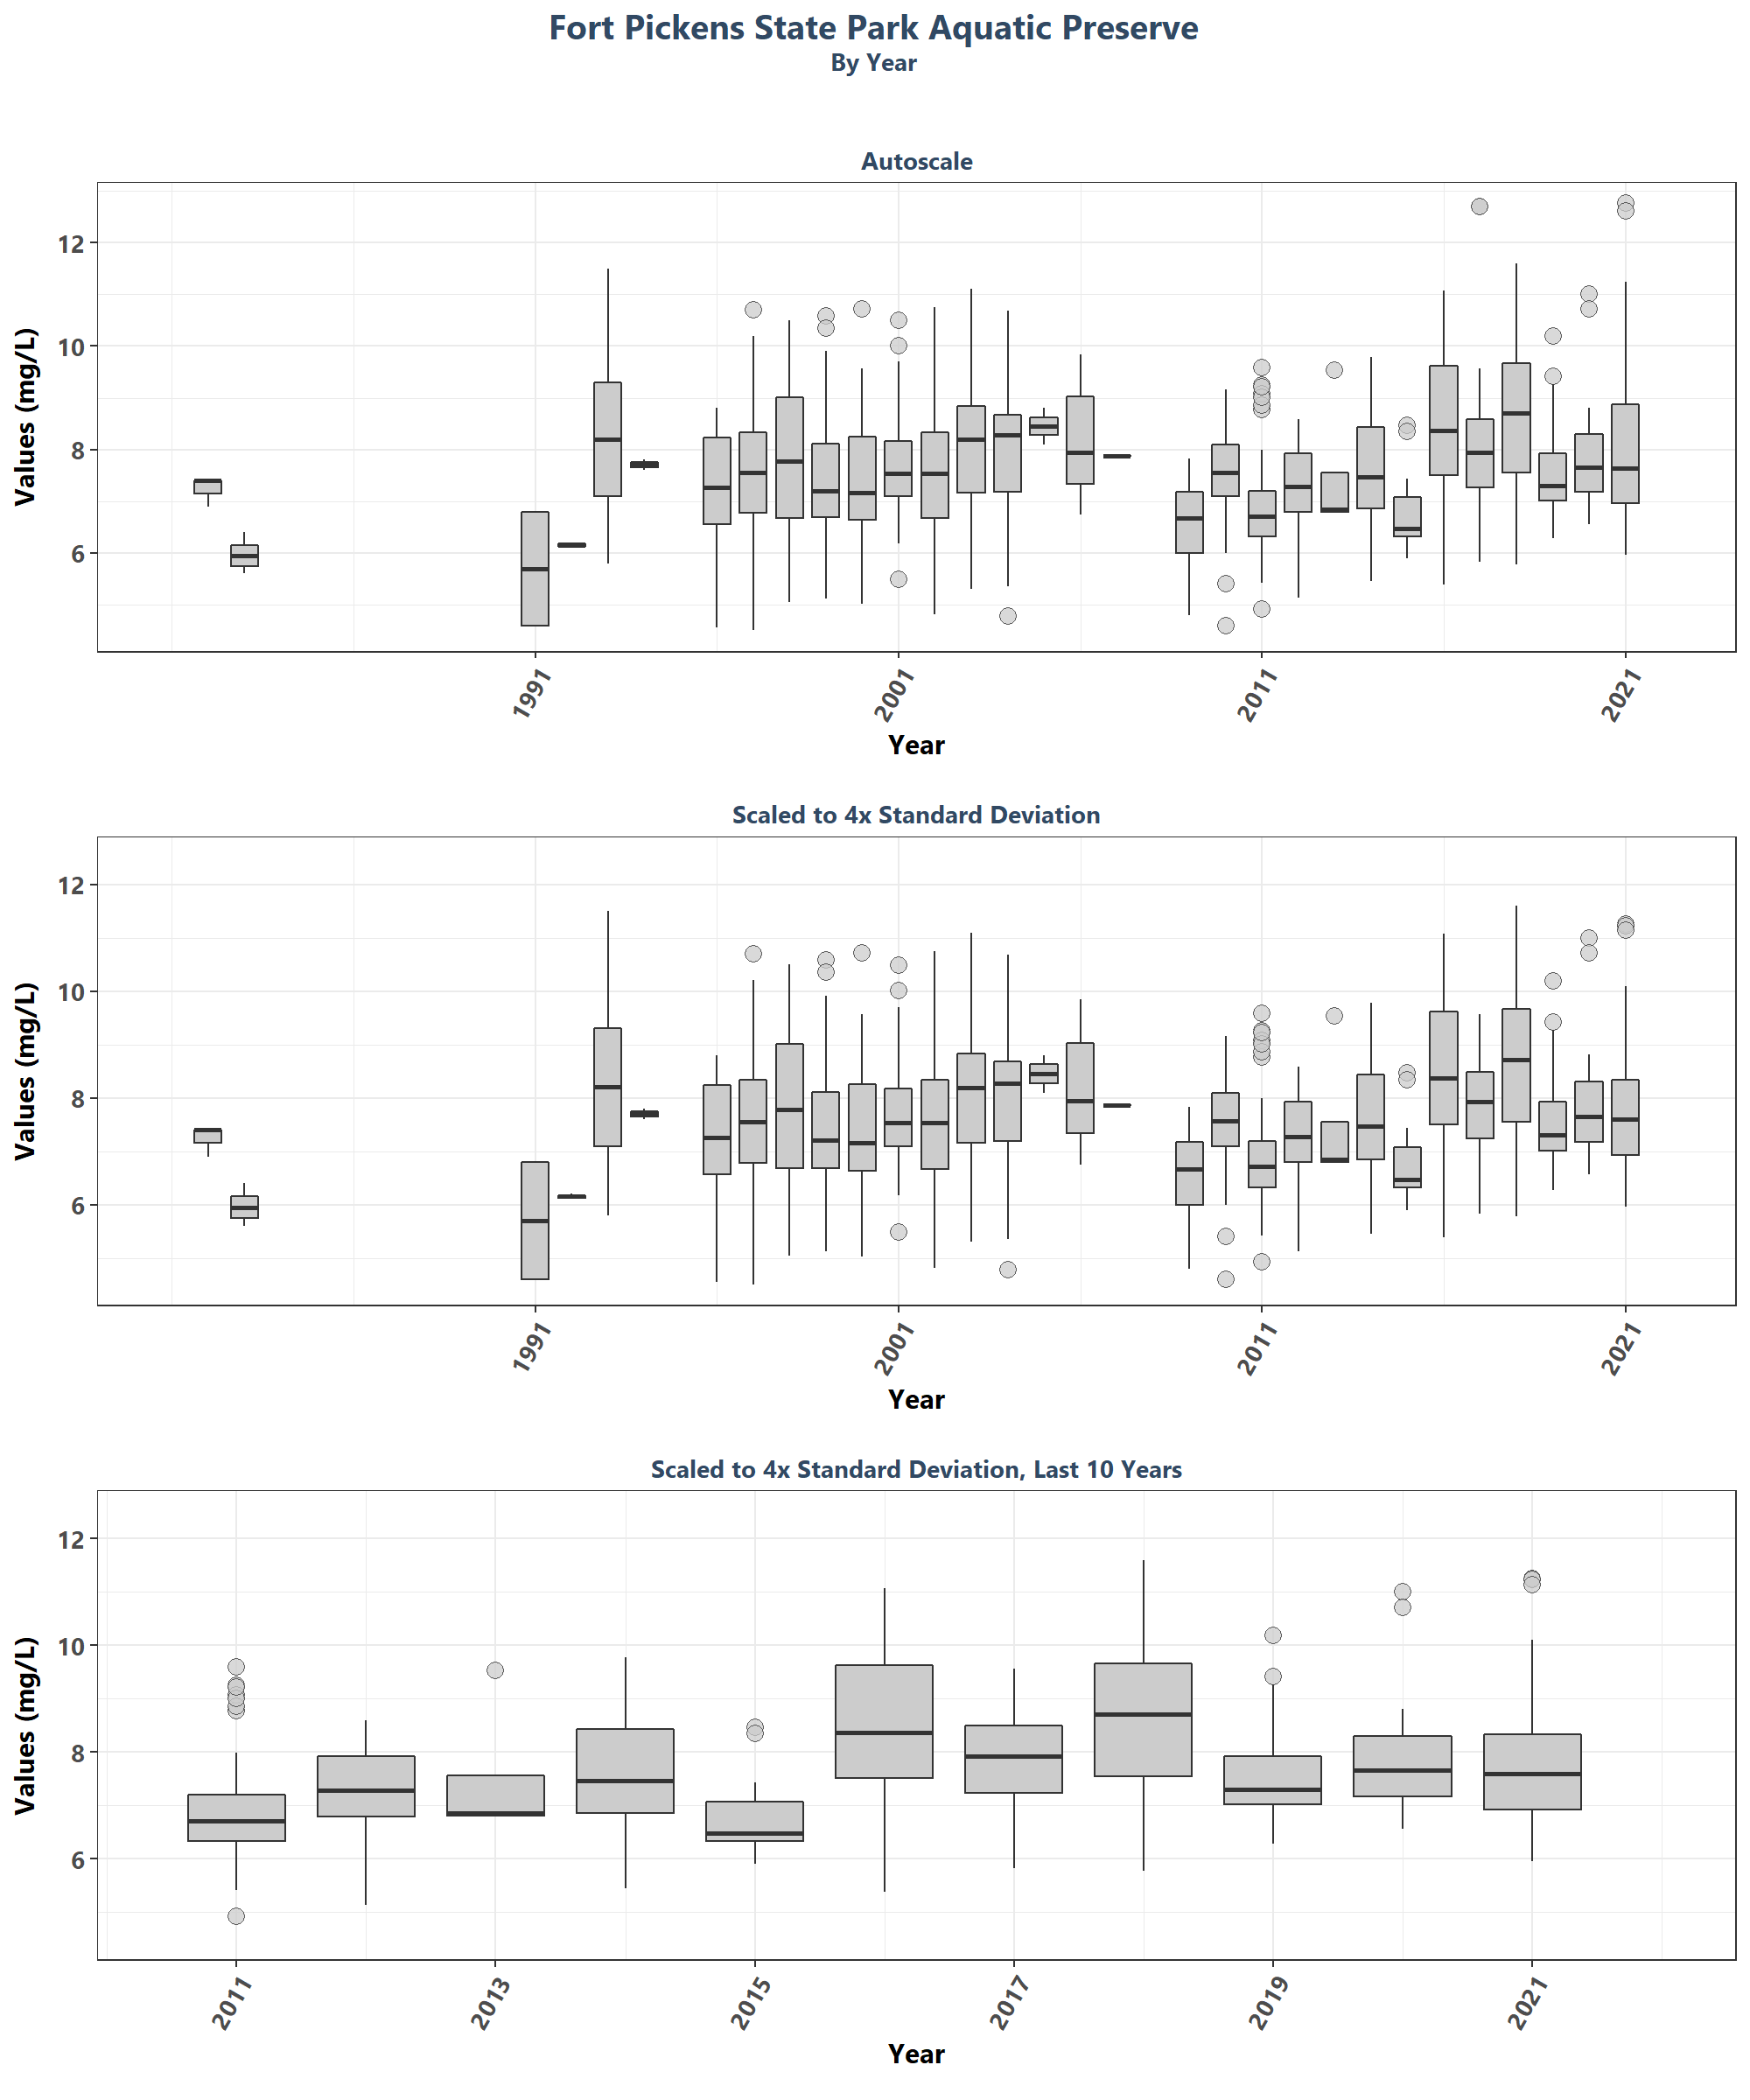 Fort Pickens State Park Aquatic Preserve
By Year
Autoscale
Values (mg/L)
12
10
8
6
1991
2001
2011
2021
Year
Scaled to 4x Standard Deviation
Values (mg/L)
12
10
8
6
1991
2001
2011
2021
Year
Scaled to 4x Standard Deviation, Last 10 Years
Values (mg/L)
12
10
8
6
2011
2013
2015
2017
2019
2021
Year